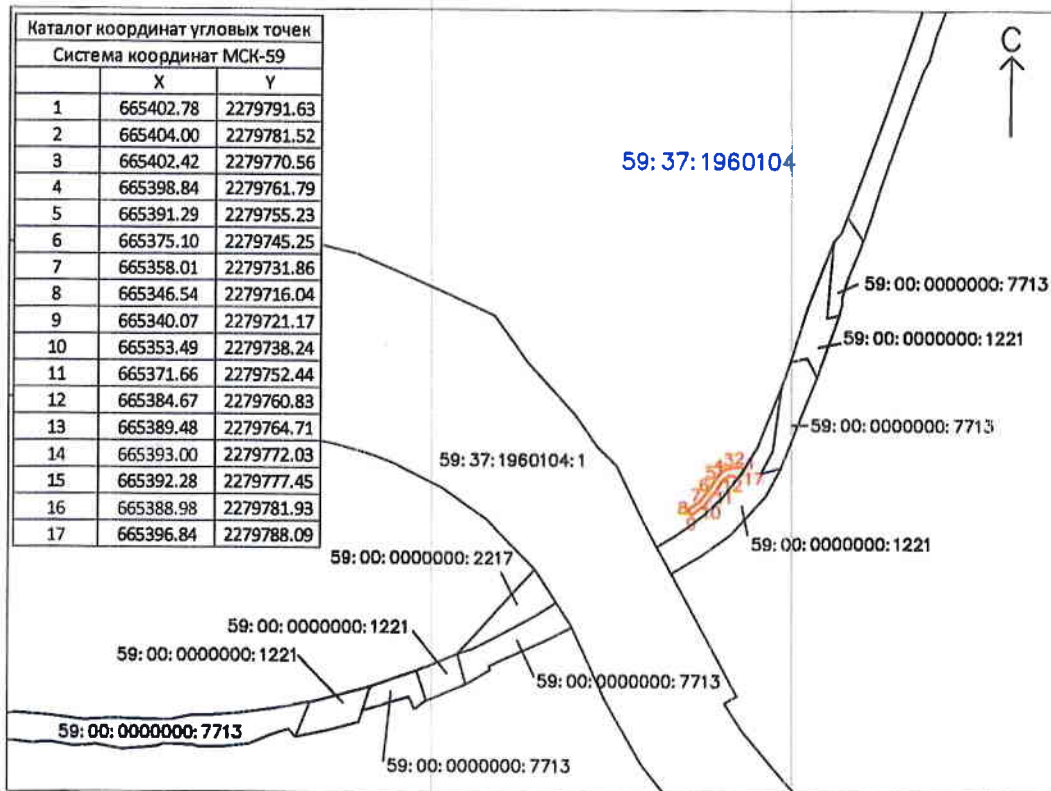 Каталог координат угловых точек
Система координат МСК-59
X Y
1 665402.78 2279791.63
2 665404.00 2279781.52
3 665402.42 2279770.56
4 665398.84 2279761.79
5 665391.29 2279755.23
6 665375.10 2279745.25
7 665358.01 2279731.86
8 665346.54 2279716.04
9 665340.07 2279721.17
10 665353.49 2279738.24
11 665371.66 2279752.44
12 665384.67 2279760.83
13 665389.48 2279764.71
14 665393.00 2279772.03
15 665392.28 2279777.45
16 665388.98 2279781.93
17 665396.84 2279788.09
С
59:37:1960104
59:00:0000000:7713
59:00:0000000:1221
59:00:0000000:7713
59:37:1960104:1
5432
12 17
8
11
9 10
59:00:0000000:1221
59:00:0000000:2217
59:00:0000000:1221
59:00:0000000:1221
59:00:0000000:7713
59:00:0000000:7713
59:00:0000000:7713